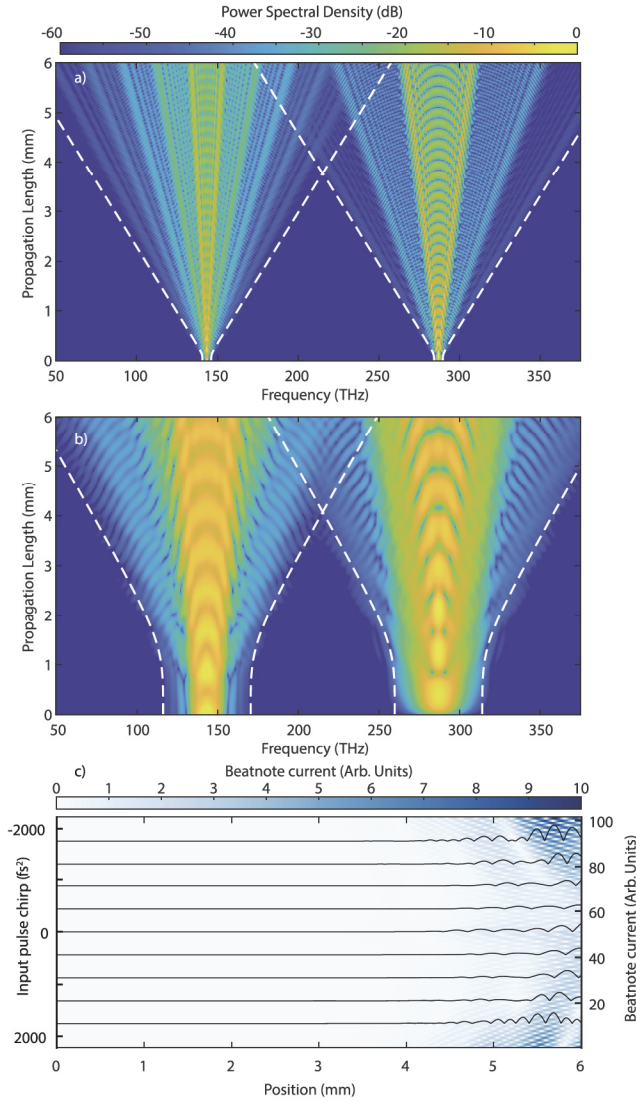 Power Spectral Density (dB)
-60 -50 -40 -30 -20 -10 0
a)
6
5
4
3
2
1
0
Propagation Length (mm)
50 100 150 200 250 300 350
Frequency (THz)
b)
6
5
4
3
2
1
0
Propagation Length (mm)
50 100 150 200 250 300 350
Frequency (THz)
c) Beatnote current (Arb. Units)
0 1 2 3 4 5 6 7 8 9 10
-2000
0
2000
Input pulse chirp (fs²)
100
80
60
40
20
Beatnote current (Arb. Units)
0 1 2 3 4 5 6
Position (mm)